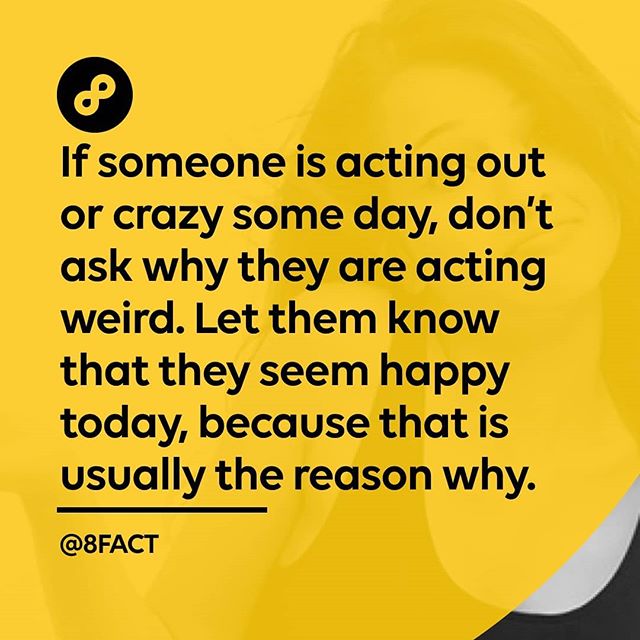 If someone is acting out
or crazy some day, don't
ask why they are acting
weird. Let them know
that they seem happy
today, because that is
usually the reason why.
@8FACT